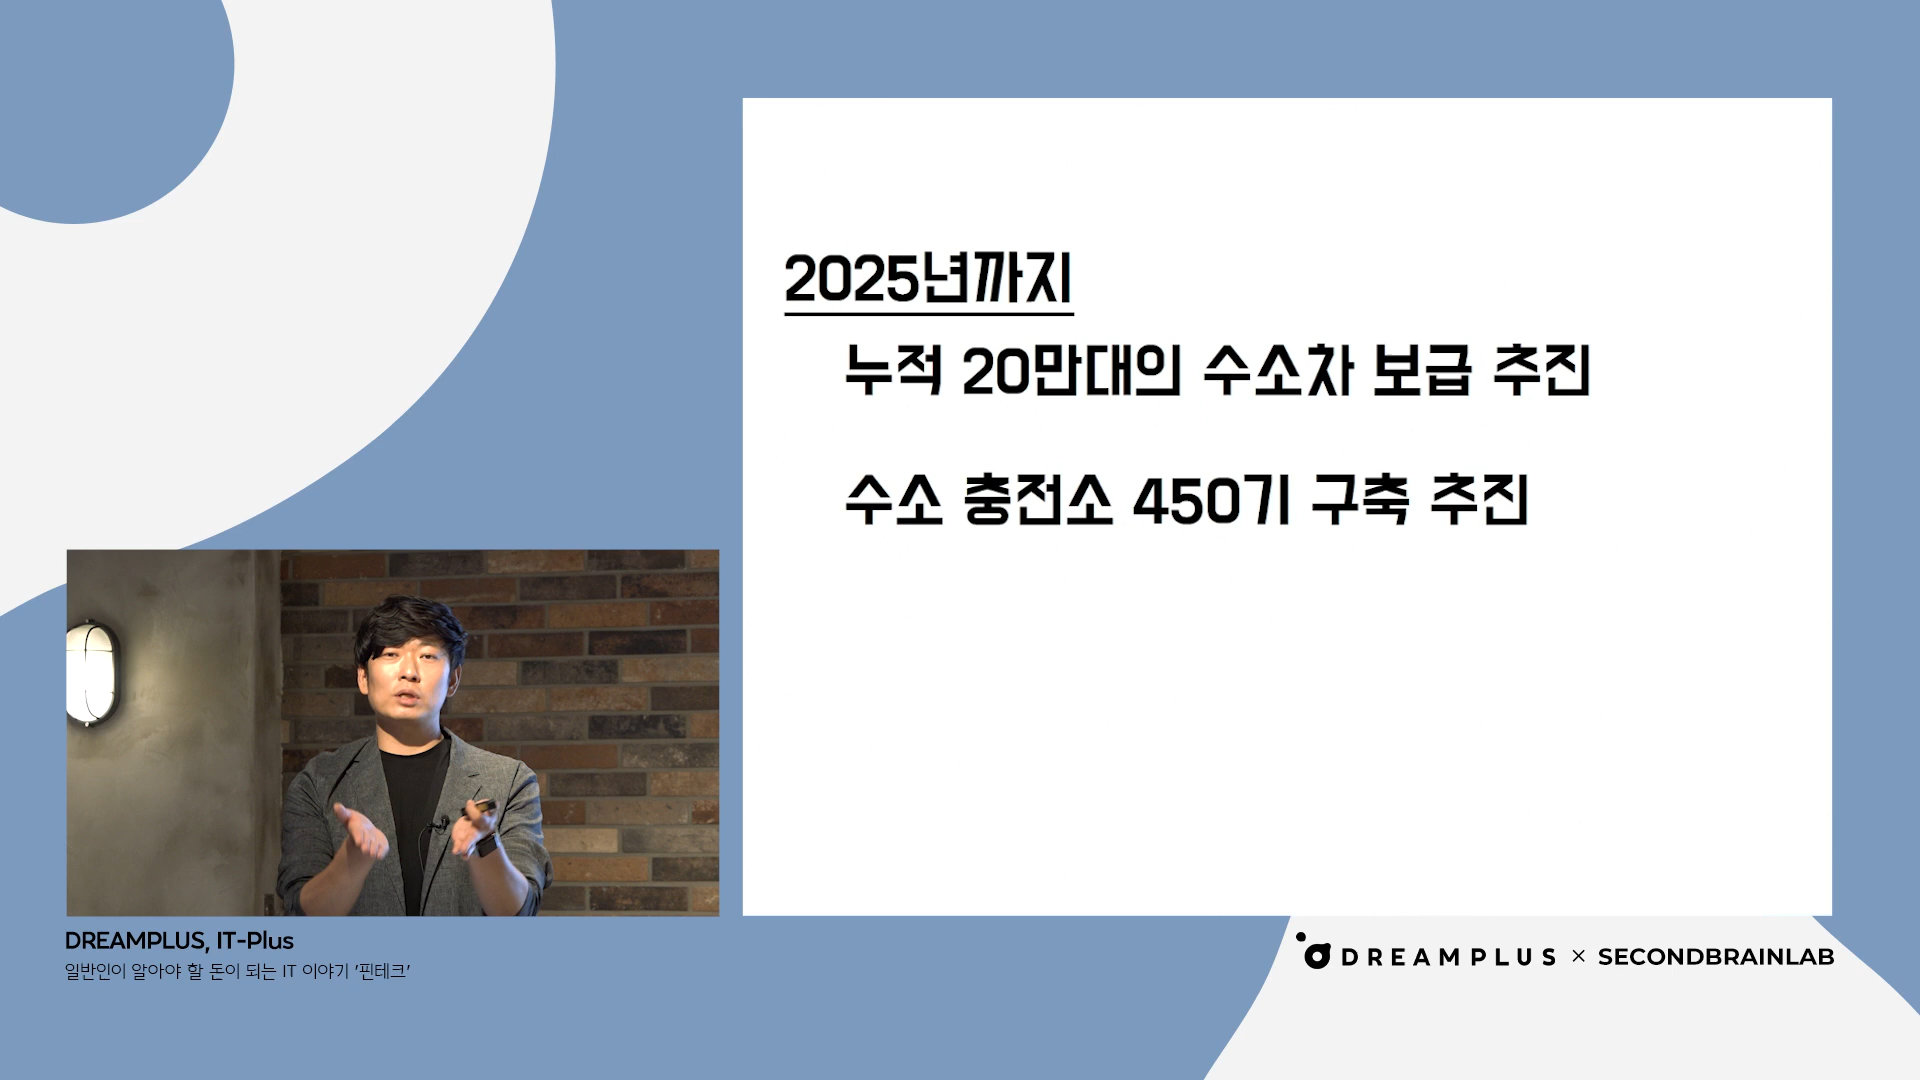 2025년까지
누적 20만대의 수소차 보급 추진
수소 충전소 450기 구축 추진
DREAMPLUS, IT-Plus
일반인이 알아야 할 돈이 되는 IT 이야기 '핀테크'
DREAMPLUS × SECONDBRAINLAB